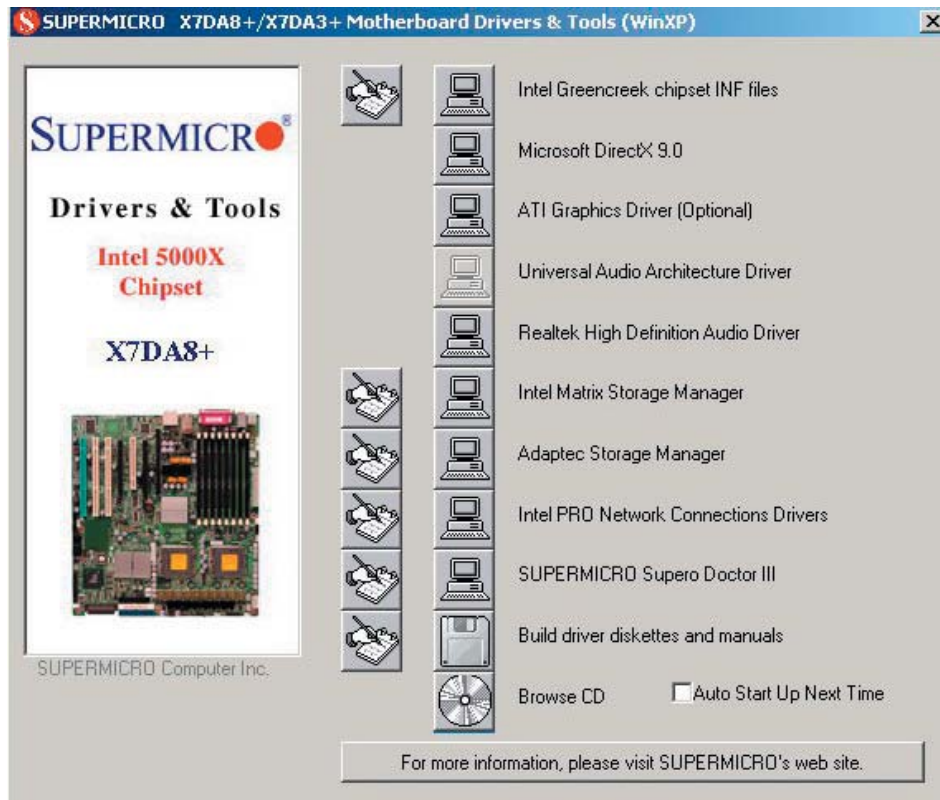 SUPERMICRO X7DA8+/X7DA3+ Motherboard Drivers & Tools (WinXP)
SUPERMICRO®
Drivers & Tools
Intel 5000X
Chipset
X7DA8+
SUPERMICRO Computer Inc.
Intel Greencreek chipset INF files
Microsoft DirectX 9.0
ATI Graphics Driver (Optional)
Universal Audio Architecture Driver
Realtek High Definition Audio Driver
Intel Matrix Storage Manager
Adaptec Storage Manager
Intel PRO Network Connections Drivers
SUPERMICRO Supero Doctor III
Build driver diskettes and manuals
Browse CD Auto Start Up Next Time
For more information, please visit SUPERMICRO's web site.